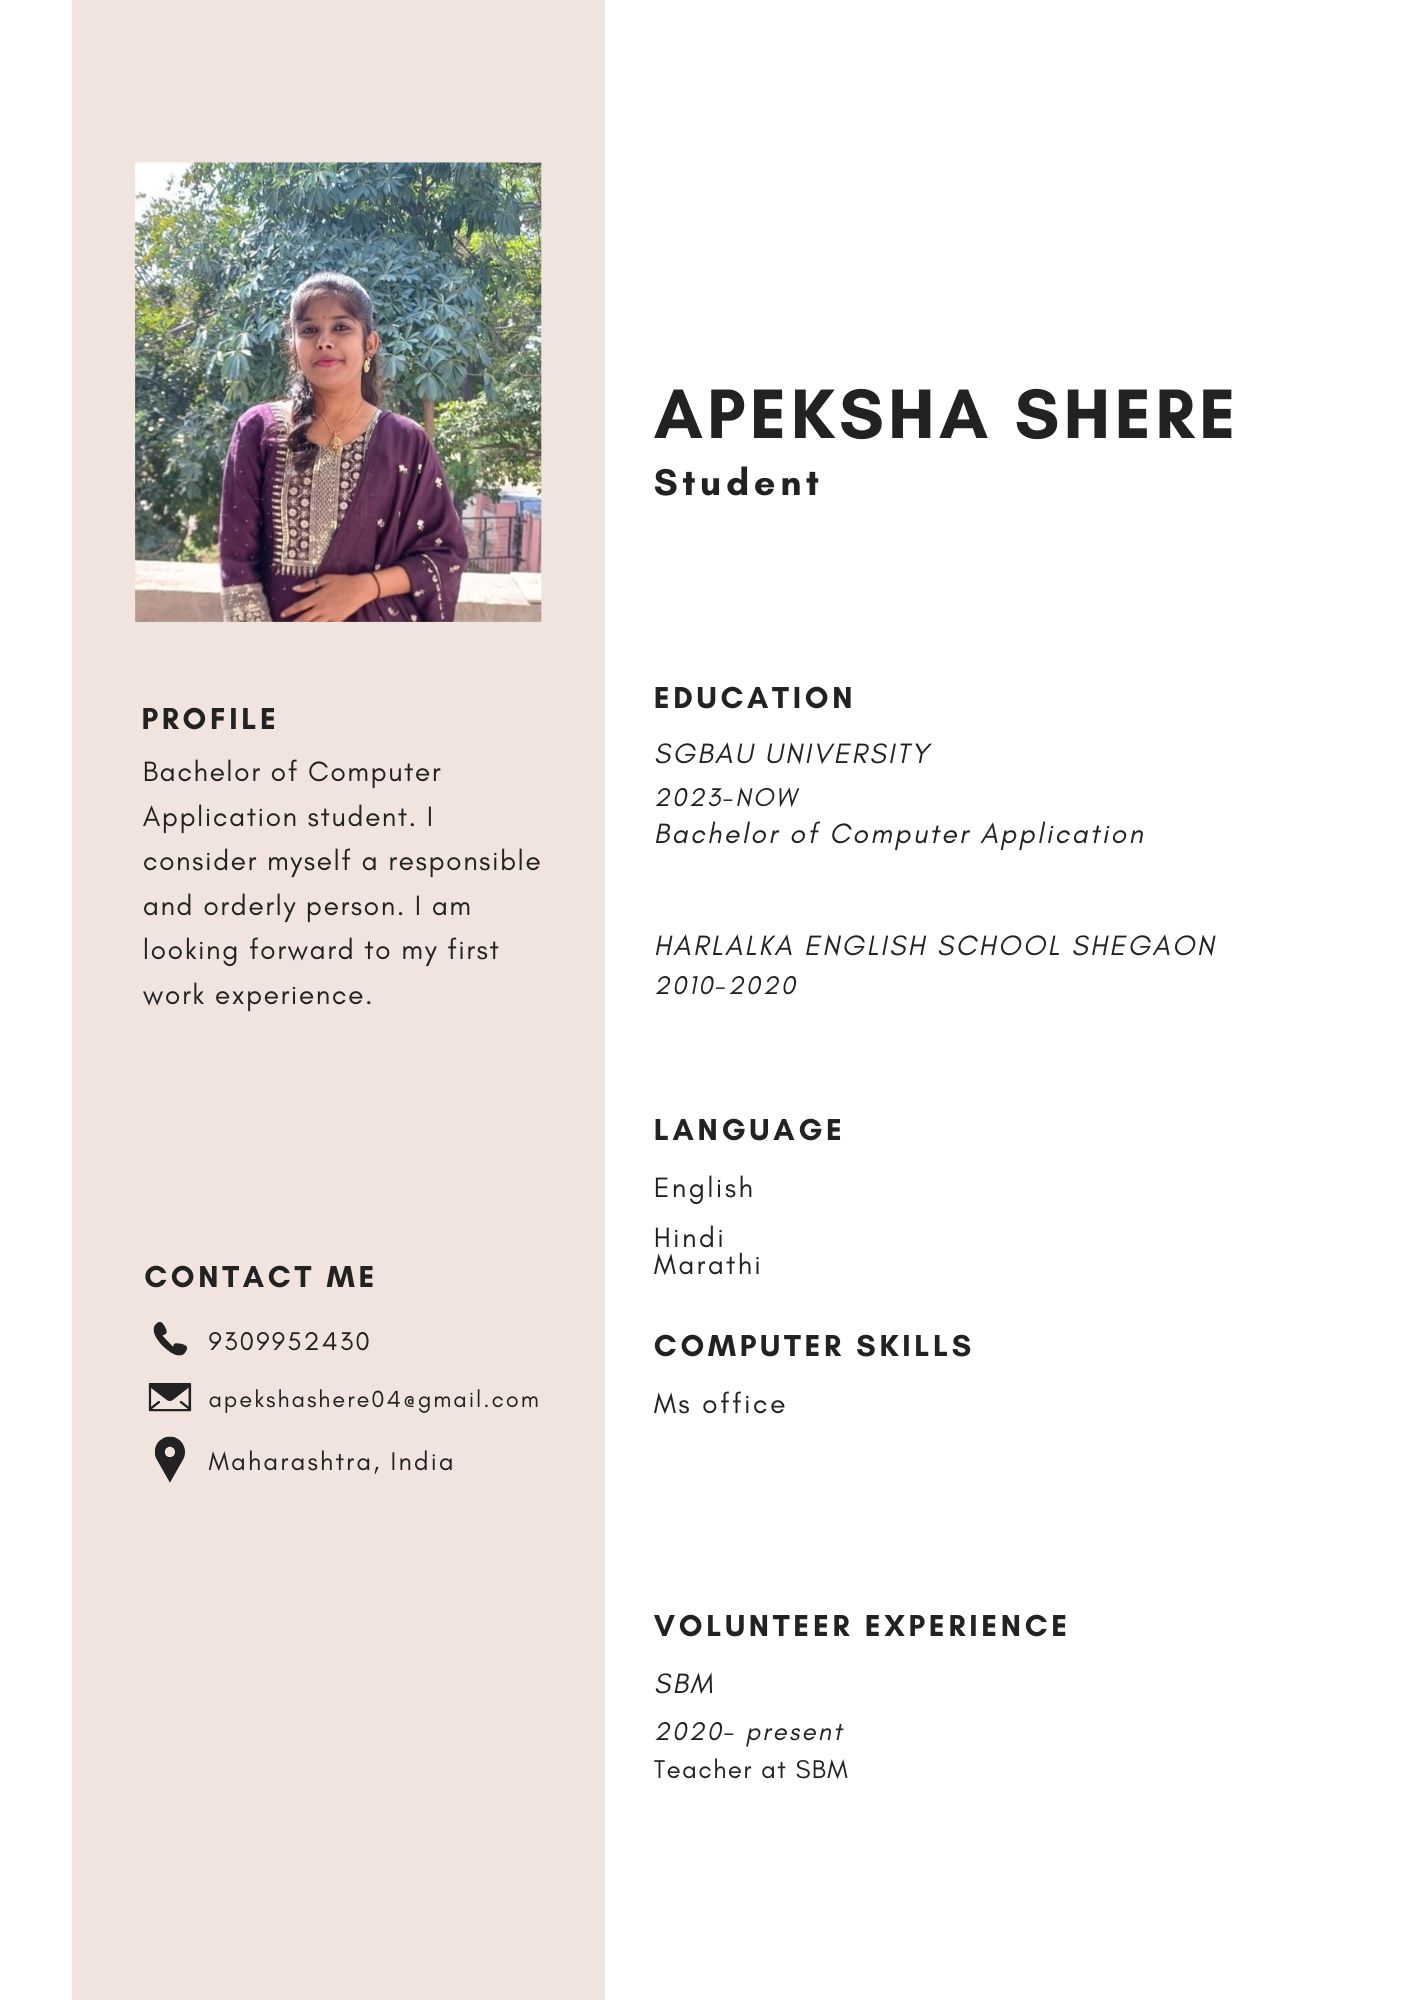 APEKSHA SHERE
Student
PROFILE
Bachelor of Computer
Application student. I
consider myself a responsible
and orderly person. I am
looking forward to my first
work experience.
CONTACT ME
9309952430
apekshashere04@gmail.com
Maharashtra, India
EDUCATION
SGBAU UNIVERSITY
2023-NOW
Bachelor of Computer Application
HARLALKA ENGLISH SCHOOL SHEGAON
2010-2020
LANGUAGE
English
Hindi
Marathi
COMPUTER SKILLS
Ms office
VOLUNTEER EXPERIENCE
SBM
2020- present
Teacher at SBM